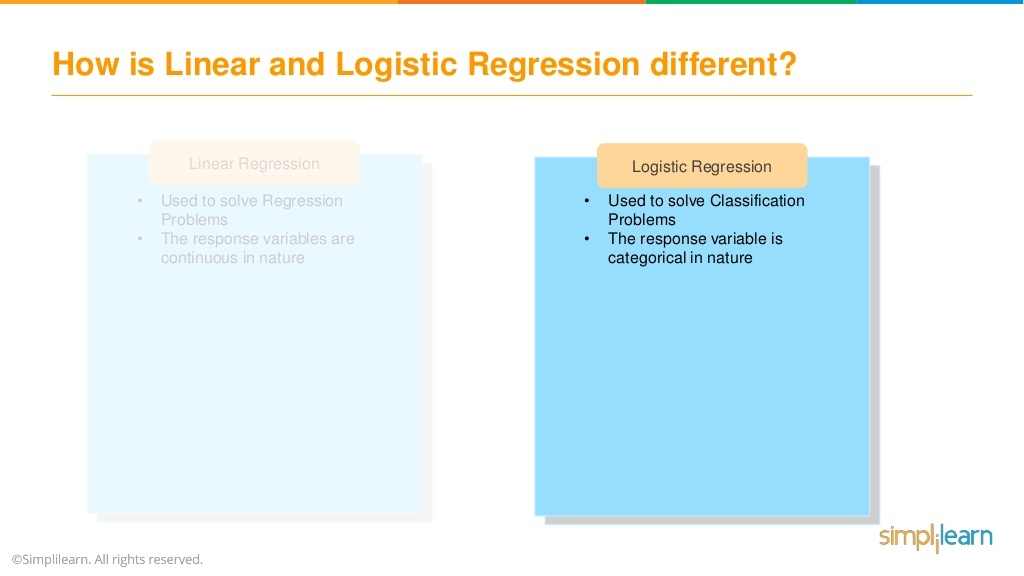 How is Linear and Logistic Regression different?
Linear Regression
• Used to solve Regression
Problems
• The response variables are
continuous in nature
Logistic Regression
• Used to solve Classification
Problems
• The response variable is
categorical in nature
simplilearn
©Simplilearn. All rights reserved.